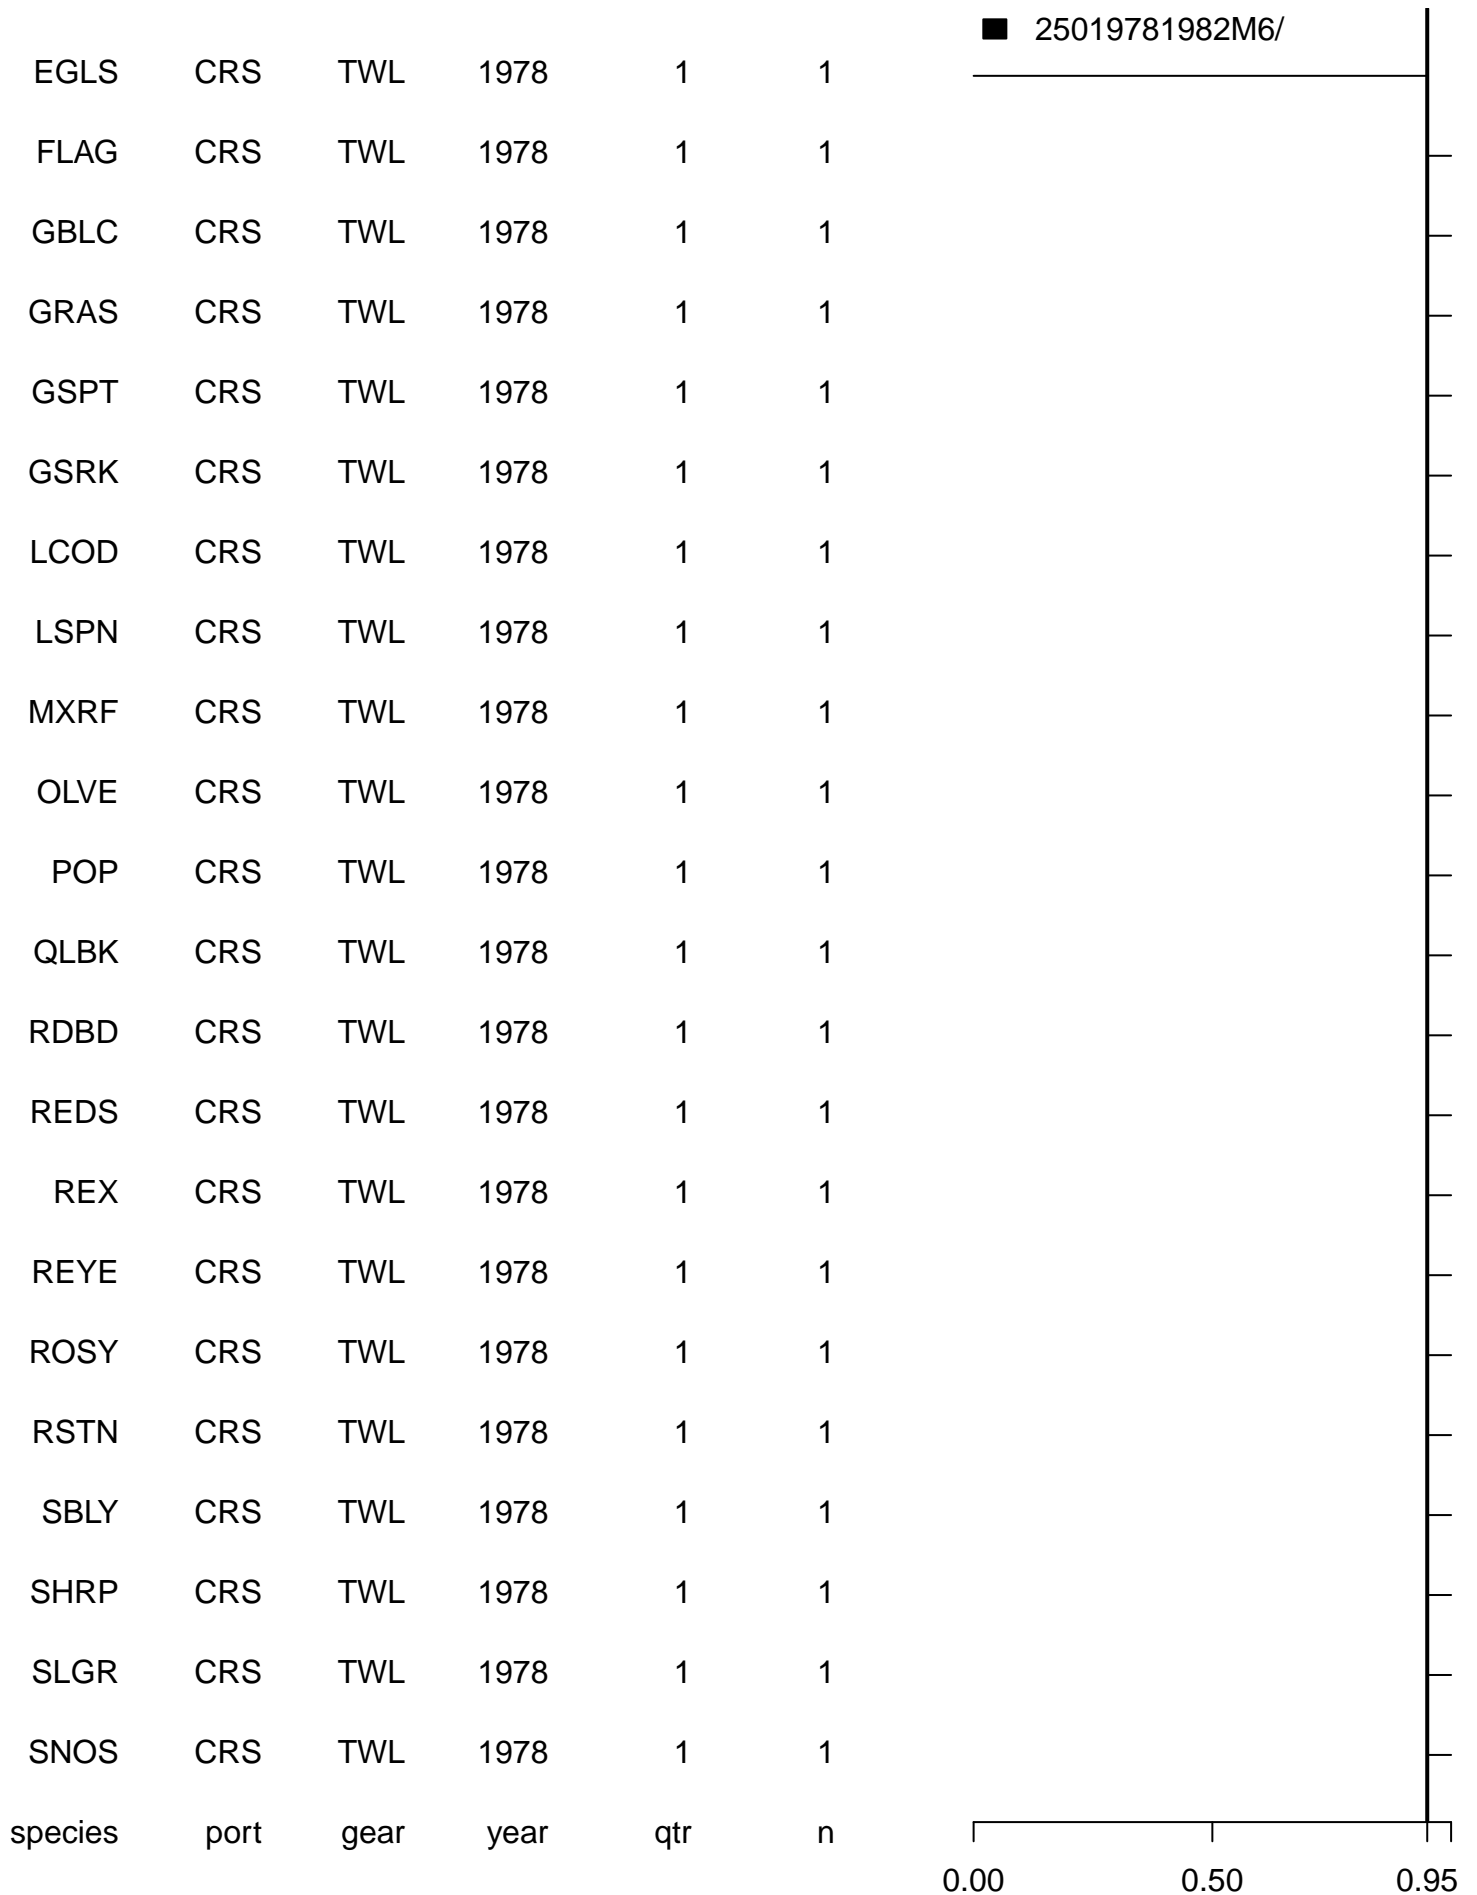 25019781982M6/
EGLS CRS TWL 1978 1 1
FLAG CRS TWL 1978 1 1
GBLC CRS TWL 1978 1 1
GRAS CRS TWL 1978 1 1
GSPT CRS TWL 1978 1 1
GSRK CRS TWL 1978 1 1
LCOD CRS TWL 1978 1 1
LSPN CRS TWL 1978 1 1
MXRF CRS TWL 1978 1 1
OLVE CRS TWL 1978 1 1
POP CRS TWL 1978 1 1
QLBK CRS TWL 1978 1 1
RDBD CRS TWL 1978 1 1
REDS CRS TWL 1978 1 1
REX CRS TWL 1978 1 1
REYE CRS TWL 1978 1 1
ROSY CRS TWL 1978 1 1
RSTN CRS TWL 1978 1 1
SBLY CRS TWL 1978 1 1
SHRP CRS TWL 1978 1 1
SLGR CRS TWL 1978 1 1
SNOS CRS TWL 1978 1 1
species port gear year qtr n
0.00 0.50 0.95